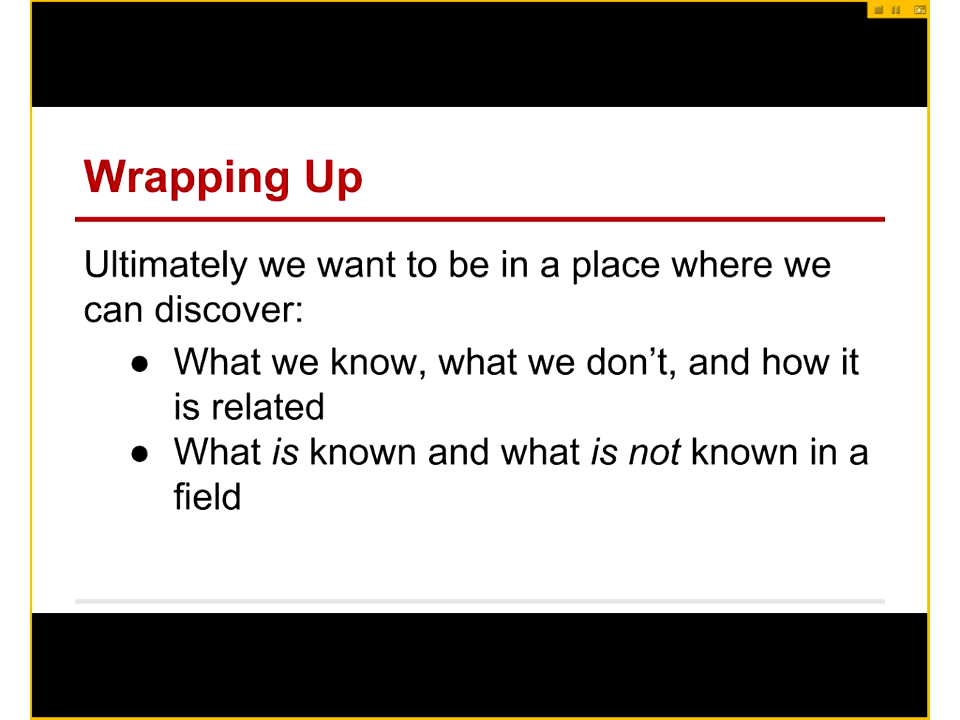 Wrapping Up
Ultimately we want to be in a place where we
can discover:
● What we know, what we don’t, and how it
is related
● What is known and what is not known in a
field